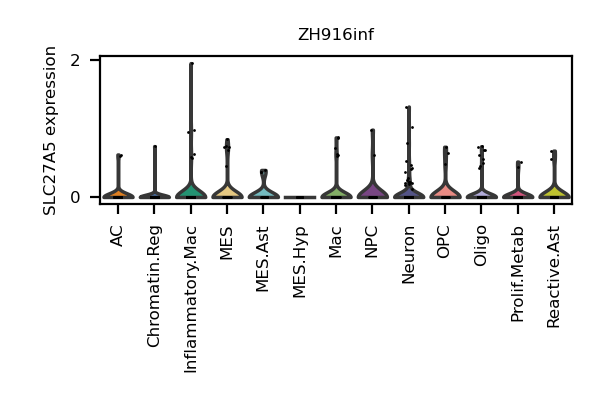 ZH916inf
SLC27A5 expression
2
0
AC
Chromatin.Reg
Inflammatory.Mac
MES
MES.Ast
MES.Hyp
Mac
NPC
Neuron
OPC
Oligo
Prolif.Metab
Reactive.Ast